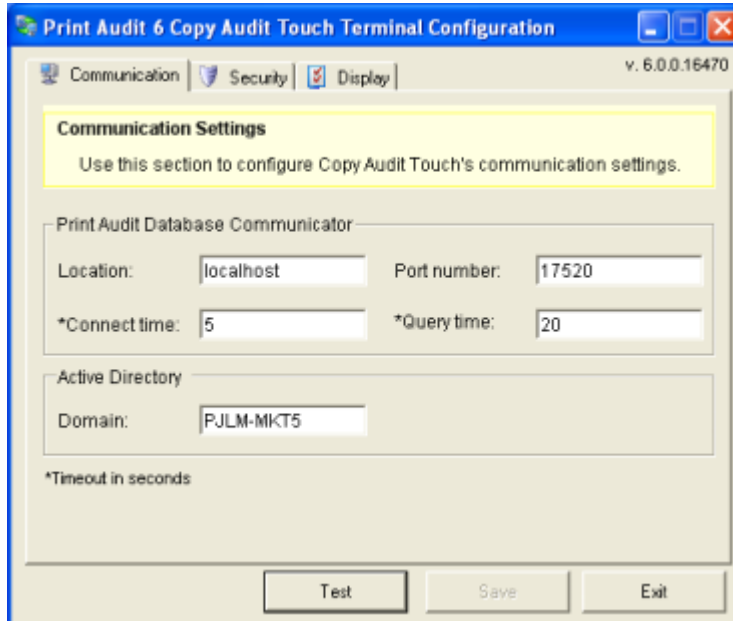 Print Audit 6 Copy Audit Touch Terminal Configuration
Communication Security Display v. 6.0.0.16470
Communication Settings
Use this section to configure Copy Audit Touch's communication settings.
Print Audit Database Communicator
Location: localhost Port number: 17520
*Connect time: 5 *Query time: 20
Active Directory
Domain: PJLM-MKT5
*Timeout in seconds
Test Save Exit